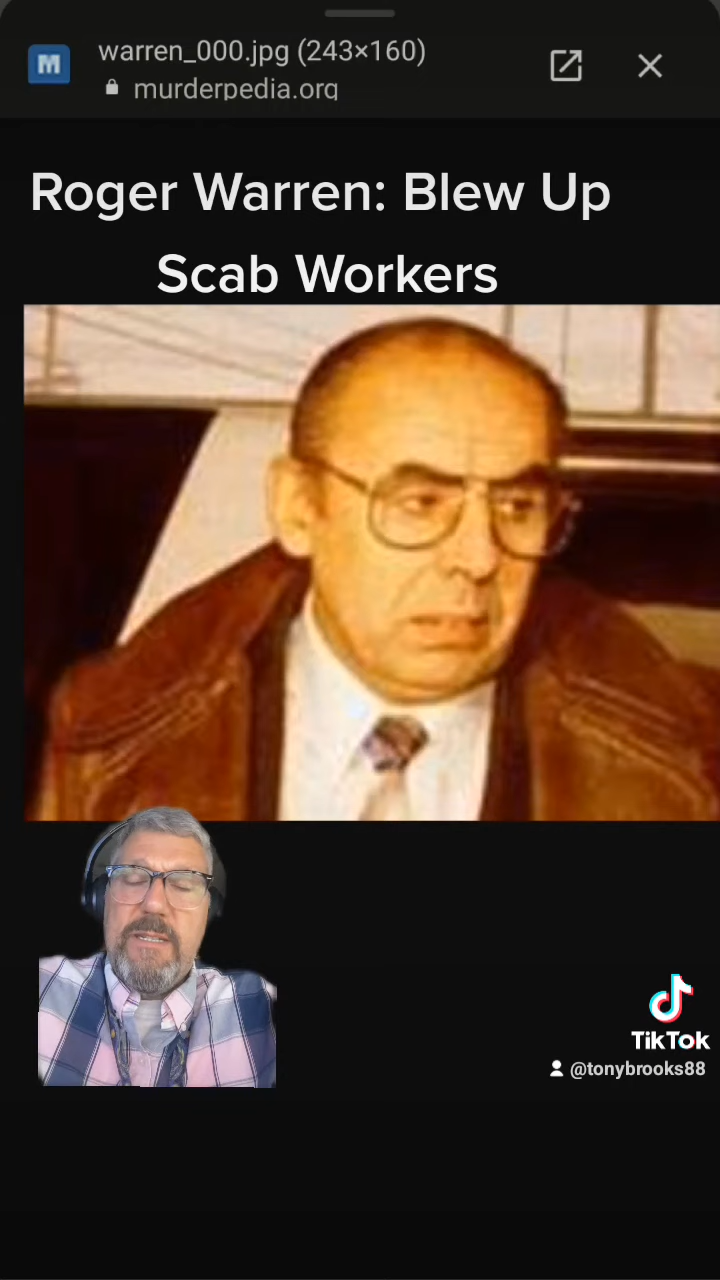 M
warren_000.jpg (243×160)
murderpedia.org
Roger Warren: Blew Up
Scab Workers
TikTok
@tonybrooks88